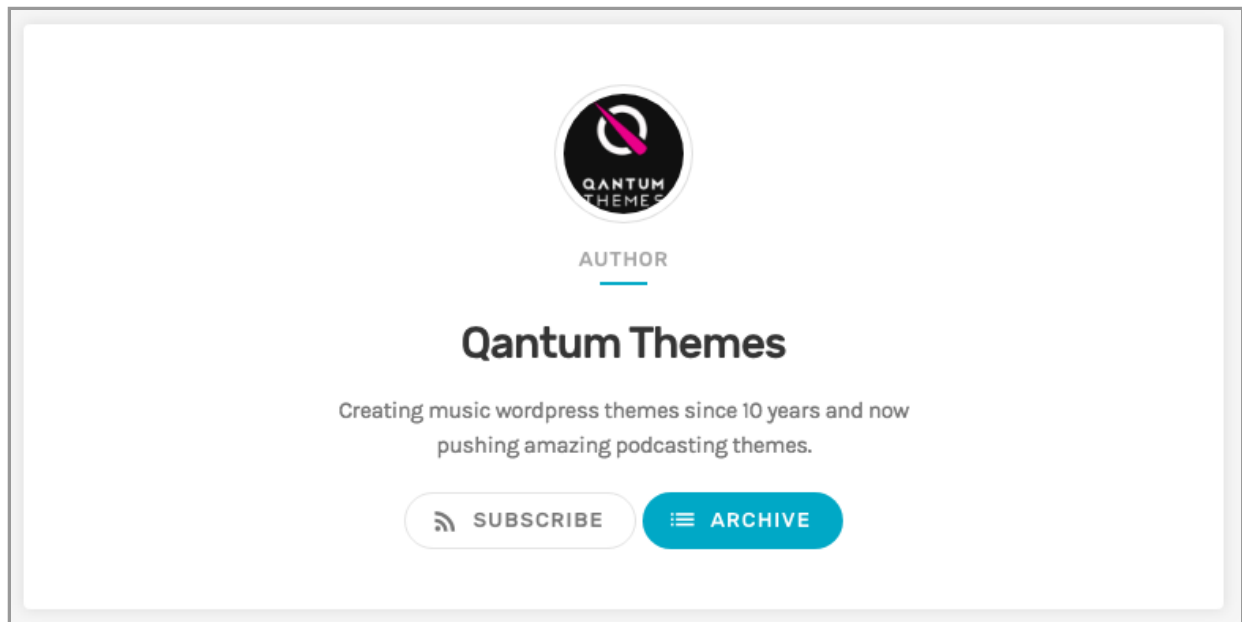 QANTUM
THEMES
AUTHOR
Qantum Themes
Creating music wordpress themes since 10 years and now
pushing amazing podcasting themes.
SUBSCRIBE
ARCHIVE